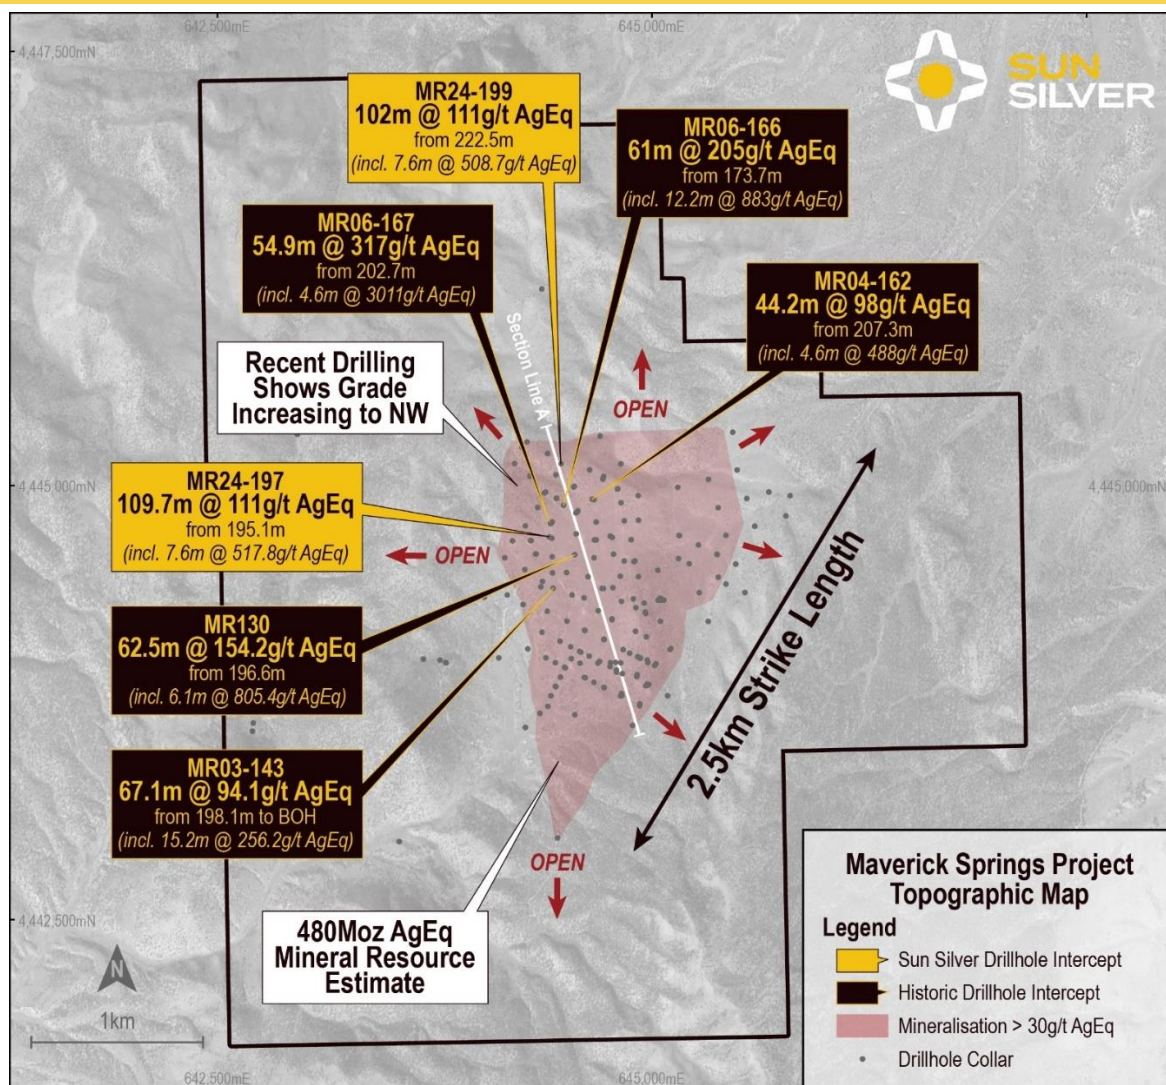 642,500mE
645,000mE
4,447,500mN
SUN
SILVER
MR24-199
102m @ 111g/t AgEq
from 222.5m
(incl. 7.6m @ 508.7g/t AgEq)
MR06-166
61m @ 205g/t AgEq
from 173.7m
(incl. 12.2m @ 883g/t AgEq)
MR06-167
54.9m @ 317g/t AgEq
from 202.7m
(incl. 4.6m @ 3011g/t AgEq)
MR04-162
44.2m @ 98g/t AgEq
from 207.3m
(incl. 4.6m @ 488g/t AgEq)
Section Line A
Recent Drilling
Shows Grade
Increasing to NW
OPEN
4,445,000mN
4,445,000mN
MR24-197
109.7m @ 111g/t AgEq
from 195.1m
(incl. 7.6m @ 517.8g/t AgEq)
OPEN
2.5km Strike Length
MR130
62.5m @ 154.2g/t AgEq
from 196.6m
(incl. 6.1m @ 805.4g/t AgEq)
MR03-143
67.1m @ 94.1g/t AgEq
from 198.1m to BOH
(incl. 15.2m @ 256.2g/t AgEq)
OPEN
4,442,500mN
480Moz AgEq
Mineral Resource
Estimate
N
1km
Maverick Springs Project
Topographic Map
Legend
Sun Silver Drillhole Intercept
Historic Drillhole Intercept
Mineralisation > 30g/t AgEq
Drillhole Collar
642,500mE
645,000mE